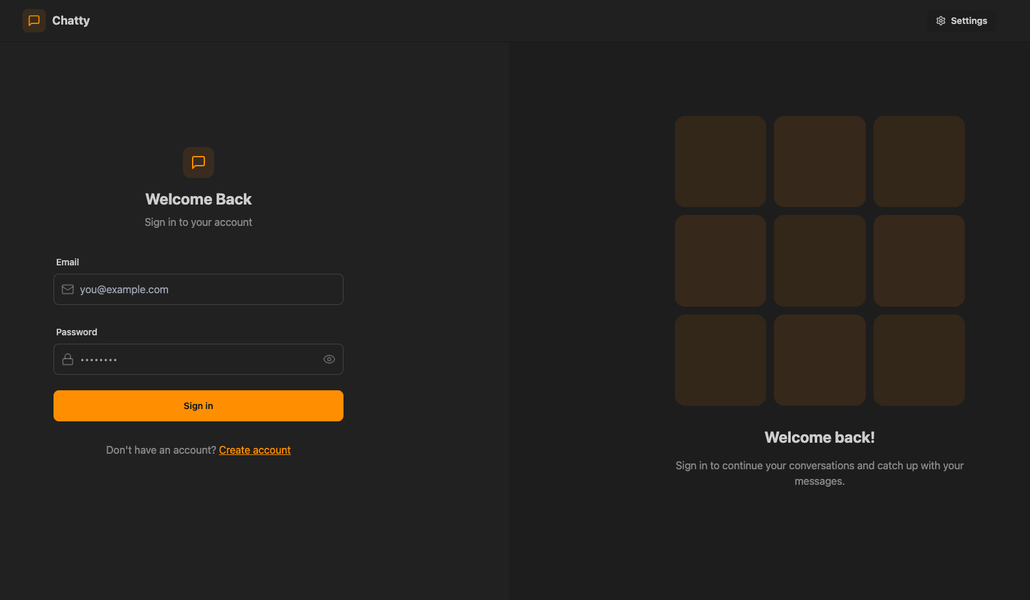 Chatty
Settings
Welcome Back
Sign in to your account
Email
you@example.com
Password
••••••••
Sign in
Don't have an account? Create account
Welcome back!
Sign in to continue your conversations and catch up with your
messages.